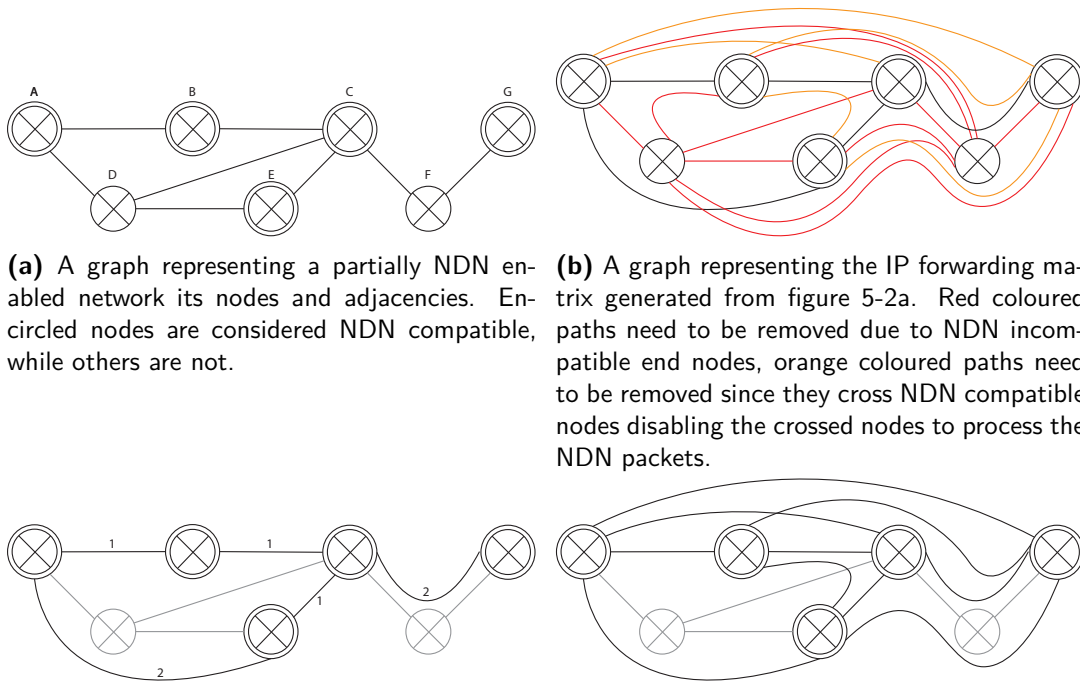 A
B
C
G
D
E
F
(a) A graph representing a partially NDN en-
abled network its nodes and adjacencies. En-
circled nodes are considered NDN compatible,
while others are not.
(b) A graph representing the IP forwarding ma-
trix generated from figure 5-2a. Red coloured
paths need to be removed due to NDN incom-
patible end nodes, orange coloured paths need
to be removed since they cross NDN compatible
nodes disabling the crossed nodes to process the
NDN packets.
1
1
1
2
2